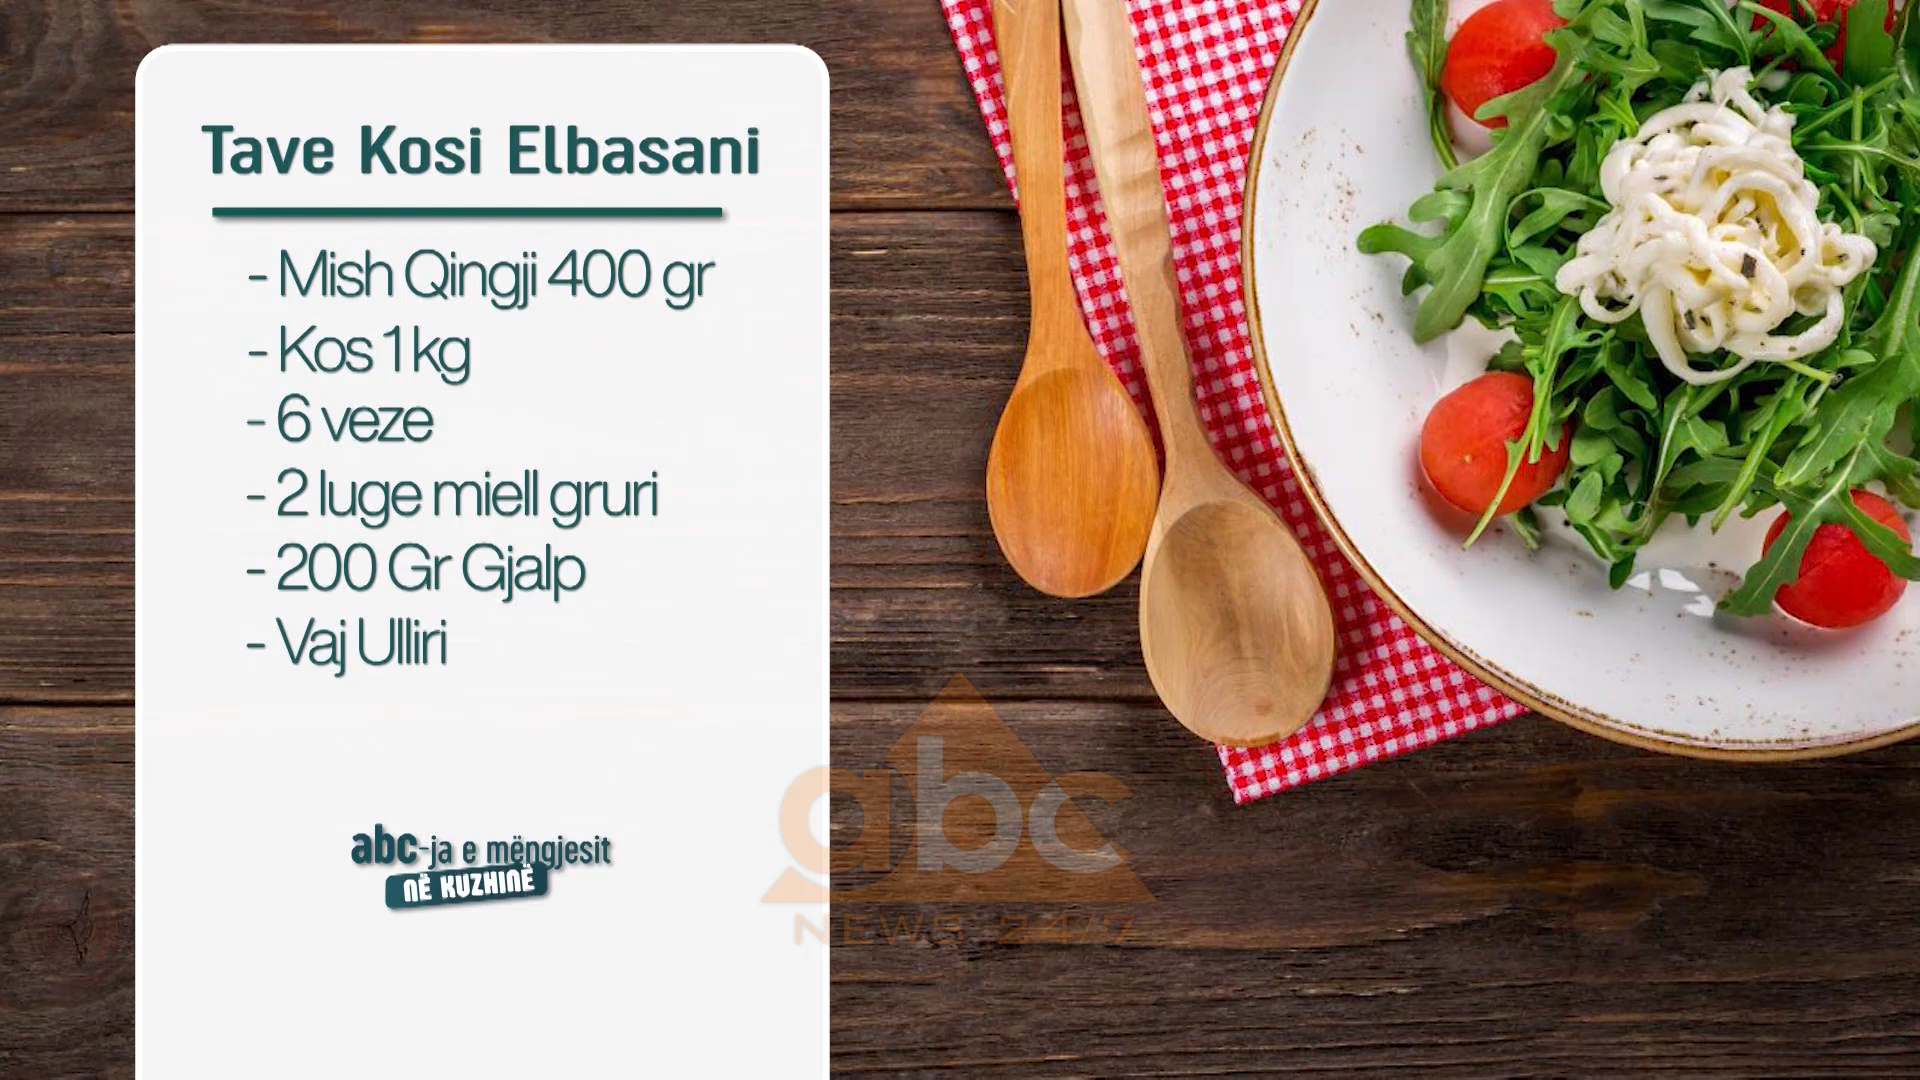 Tave Kosi Elbasani
- Mish Qingji 400 gr
- Kos 1 kg
- 6 veze
- 2 luge miell gruri
- 200 Gr Gjalp
- Vaj Ulliri
abc-ja e mëngjesit
NË KUZHINË
abc
NEWS 24/7